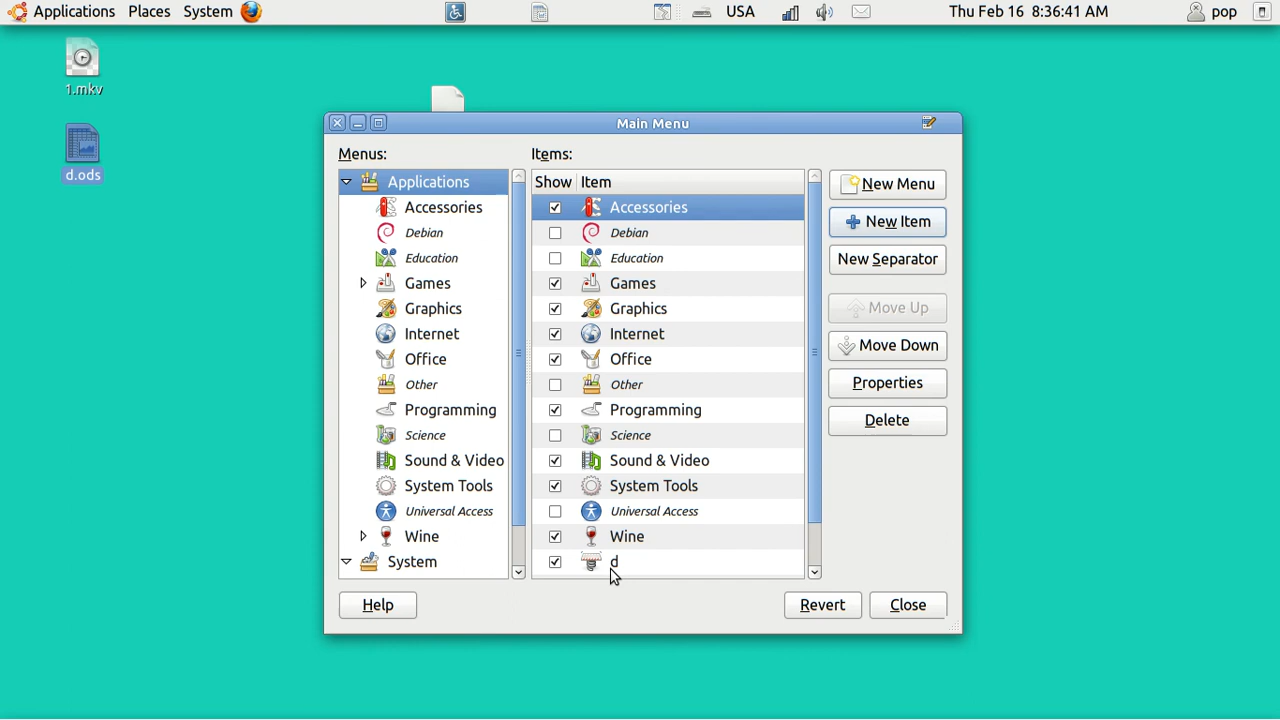 Applications Places System USA Thu Feb 16 8:36:41 AM pop
1.mkv
d.ods
Main Menu
Menus:
Applications
Accessories
Debian
Education
Games
Graphics
Internet
Office
Other
Programming
Science
Sound & Video
System Tools
Universal Access
Wine
System
Items:
Show Item
Accessories
Debian
Education
Games
Graphics
Internet
Office
Other
Programming
Science
Sound & Video
System Tools
Universal Access
Wine
d
New Menu
New Item
New Separator
Move Up
Move Down
Properties
Delete
Help
Revert
Close